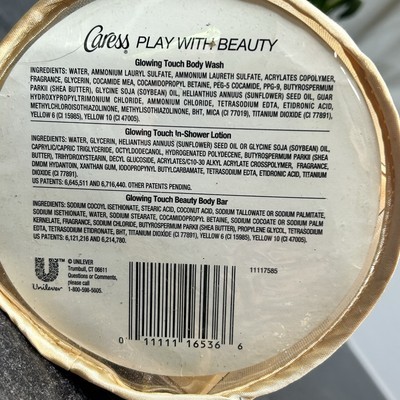 Caress PLAY WITH BEAUTY
Glowing Touch Body Wash
INGREDIENTS: WATER, AMMONIUM LAURYL SULFATE, AMMONIUM LAURETH SULFATE, ACRYLATES COPOLYMER,
FRAGRANCE, GLYCERIN, COCAMIDE MEA, COCAMIDOPROPYL BETAINE, PEG-5 COCAMIDE, PPG-9, BUTYROSPERMUM
PARKII (SHEA BUTTER), GLYCINE SOJA (SOYBEAN) OIL, HELIANTHUS ANNUUS (SUNFLOWER) SEED OIL, GUAR
HYDROXYPROPYLTRIMONIUM CHLORIDE, AMMONIUM CHLORIDE, TETRASODIUM EDTA, ETIDRONIC ACID,
METHYLCHLOROISOTHIAZOLINONE, METHYLISOTHIAZOLINONE, BHT, MICA (CI 77019), TITANIUM DIOXIDE (CI 77891),
YELLOW 6 (CI 15985), YELLOW 10 (CI 47005).
Glowing Touch In-Shower Lotion
INGREDIENTS: WATER, GLYCERIN, HELIANTHUS ANNUUS (SUNFLOWER) SEED OIL OR GLYCINE SOJA (SOYBEAN) OIL,
CAPRYLIC/CAPRIC TRIGLYCERIDE, OCTYLDODECANOL, HYDROGENATED POLYDECENE, BUTYROSPERMUM PARKII (SHEA
BUTTER), TRIHYDROXYSTEARIN, DECYL GLUCOSIDE, ACRYLATES/C10-30 ALKYL ACRYLATE CROSSPOLYMER, FRAGRANCE,
DMDM HYDANTOIN, XANTHAN GUM, IODOPROPYNYL BUTYLCARBAMATE, TETRASODIUM EDTA, ETIDRONIC ACID, TITANIUM
DIOXIDE (CI 77891).
US PATENTS: 6,645,511 AND 6,716,440. OTHER PATENTS PENDING.
Glowing Touch Beauty Body Bar
INGREDIENTS: SODIUM COCOYL ISETHIONATE, STEARIC ACID, COCONUT ACID, SODIUM TALLOWATE OR SODIUM PALMITATE,
SODIUM ISETHIONATE, WATER, SODIUM STEARATE, COCAMIDOPROPYL BETAINE, SODIUM COCOATE OR SODIUM PALM
KERNELATE, FRAGRANCE, SODIUM CHLORIDE, BUTYROSPERMUM PARKII (SHEA BUTTER), PROPYLENE GLYCOL, TETRASODIUM
EDTA, TETRASODIUM ETIDRONATE, BHT, TITANIUM DIOXIDE (CI 77891), YELLOW 6 (CI 15985), YELLOW 10 (CI 47005).
US PATENTS: 6,121,216 AND 6,214,780.
Unilever
© UNILEVER
Trumbull, CT 06611
Questions or Comments,
please call
1-800-598-5005.
11117585
0 11111 16536 6